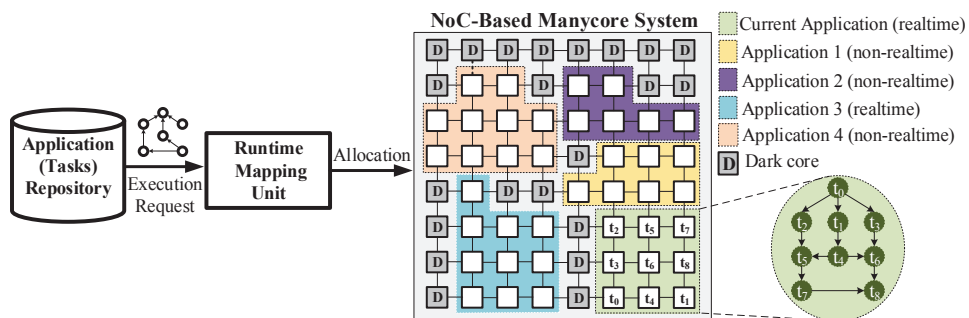 NoC-Based Manycore System
D D D D D D D D
D D D D
D
D D D
D D t2 t5 t7
D D t3 t6 t8
D D t0 t4 t1
Application
(Tasks)
Repository
Execution
Request
Runtime
Mapping
Unit
Allocation
Current Application (realtime)
Application 1 (non-realtime)
Application 2 (non-realtime)
Application 3 (realtime)
Application 4 (non-realtime)
D Dark core
t0
t2 t1 t3
t5 t4 t6
t7 t8